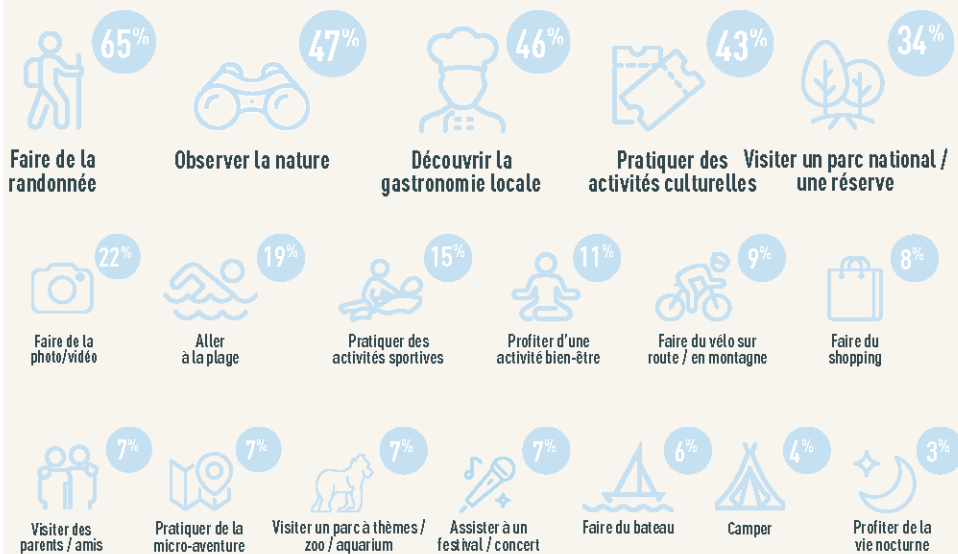 65%
47%
46%
43%
34%
Faire de la
randonnée
Observer la nature
Découvrir la
gastronomie locale
Pratiquer des
activités culturelles
Visiter un parc national /
une réserve
22%
19%
15%
11%
9%
8%
Faire de la
photo/vidéo
Aller
à la plage
Pratiquer des
activités sportives
Profiter d'une
activité bien-être
Faire du vélo sur
route / en montagne
Faire du
shopping
7%
7%
7%
7%
6%
4%
3%
Visiter des
parents / amis
Pratiquer de la
micro-aventure
Visiter un parc à thèmes /
zoo / aquarium
Assister à un
festival / concert
Faire du bateau
Camper
Profiter de la
vie nocturne